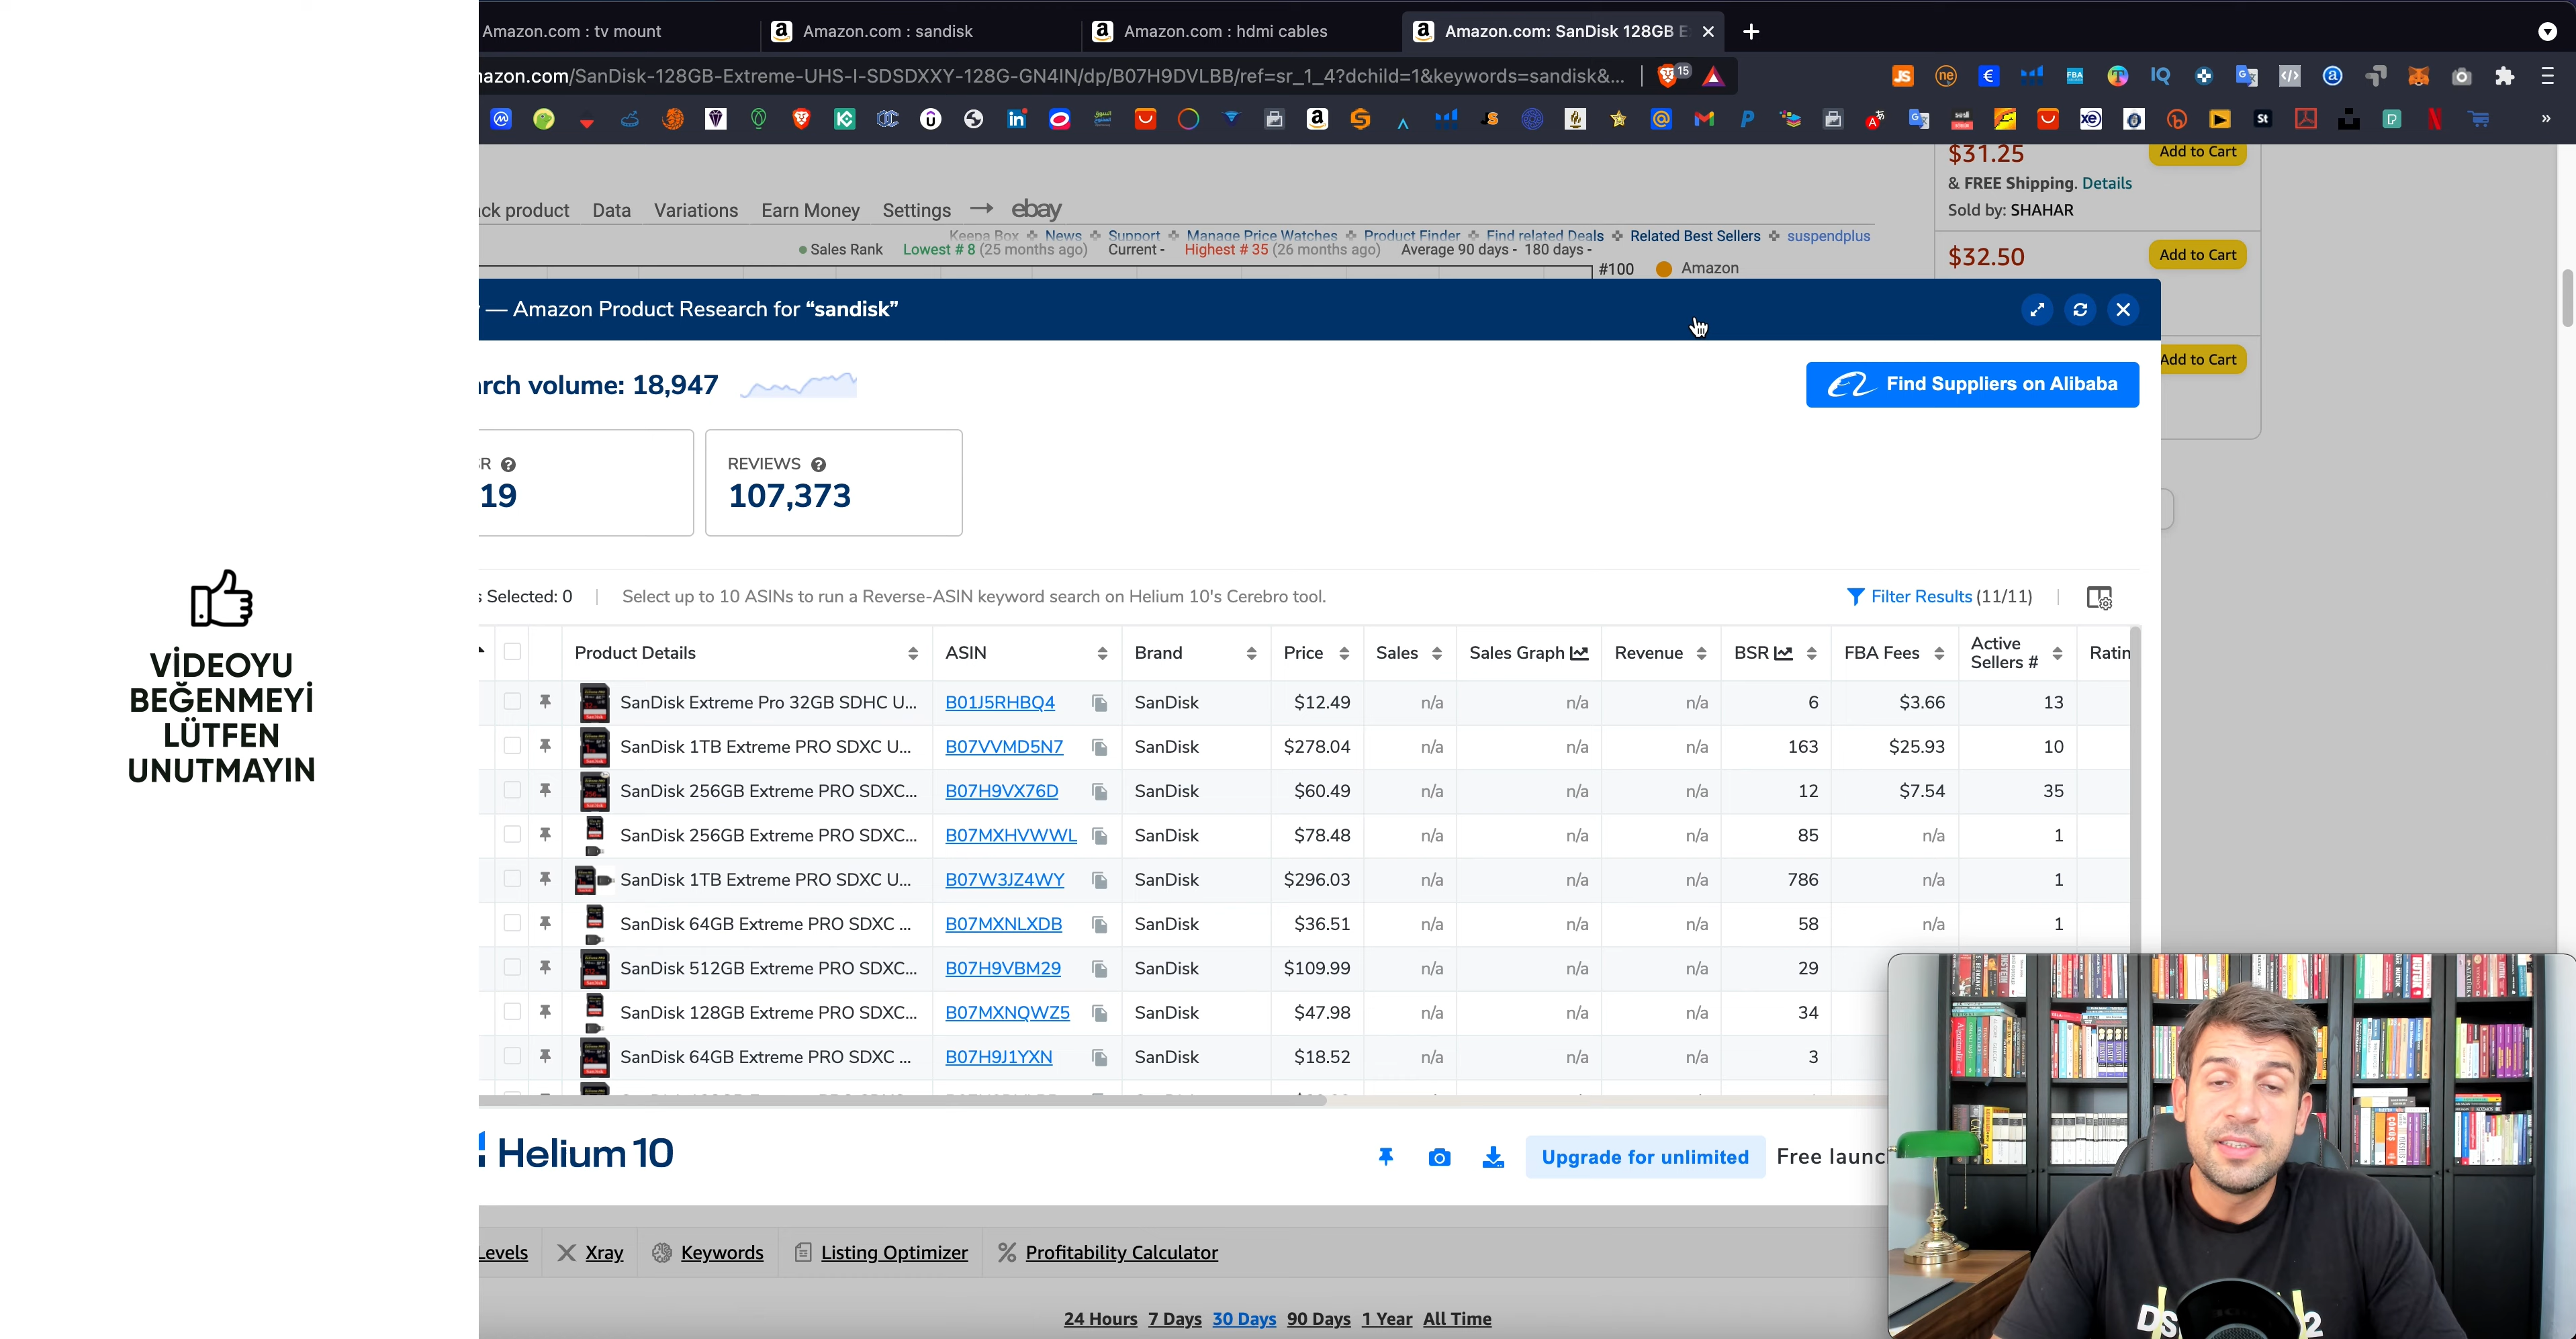 Amazon.com : tv mount
Amazon.com : sandisk
Amazon.com : hdmi cables
Amazon.com: SanDisk 128GB E
nazon.com/SanDisk-128GB-Extreme-UHS-I-SDSDXXY-128G-GN4IN/dp/B07H9DVLBB/ref=sr_1_4?dchild=1&keywords=sandisk&...
15
ack product Data Variations Earn Money Settings → ebay
Keepa Box News Support Manage Price Watches Product Finder Find related Deals Related Best Sellers suspendplus
Sales Rank Lowest # 8 (25 months ago) Current - Highest # 35 (26 months ago) Average 90 days - 180 days -
#100 Amazon
$31.25 Add to Cart
& FREE Shipping. Details
Sold by: SHAHAR
$32.50 Add to Cart
Add to Cart
— Amazon Product Research for “sandisk”
rch volume: 18,947
Find Suppliers on Alibaba
SR
19
REVIEWS
107,373
s Selected: 0 | Select up to 10 ASINs to run a Reverse-ASIN keyword search on Helium 10's Cerebro tool.
Filter Results (11/11)
Product Details ASIN Brand Price Sales Sales Graph Revenue BSR FBA Fees Active Sellers # Ratin
SanDisk Extreme Pro 32GB SDHC U... B01J5RHBQ4 SanDisk $12.49 n/a n/a n/a 6 $3.66 13
SanDisk 1TB Extreme PRO SDXC U... B07VVMD5N7 SanDisk $278.04 n/a n/a n/a 163 $25.93 10
SanDisk 256GB Extreme PRO SDXC... B07H9VX76D SanDisk $60.49 n/a n/a n/a 12 $7.54 35
SanDisk 256GB Extreme PRO SDXC... B07MXHVWWL SanDisk $78.48 n/a n/a n/a 85 n/a 1
SanDisk 1TB Extreme PRO SDXC U... B07W3JZ4WY SanDisk $296.03 n/a n/a n/a 786 n/a 1
SanDisk 64GB Extreme PRO SDXC ... B07MXNLXDB SanDisk $36.51 n/a n/a n/a 58 n/a 1
SanDisk 512GB Extreme PRO SDXC... B07H9VBM29 SanDisk $109.99 n/a n/a n/a 29
SanDisk 128GB Extreme PRO SDXC... B07MXNQWZ5 SanDisk $47.98 n/a n/a n/a 34
SanDisk 64GB Extreme PRO SDXC ... B07H9J1YXN SanDisk $18.52 n/a n/a n/a 3
Helium 10
Upgrade for unlimited
Free launc
Levels Xray Keywords Listing Optimizer Profitability Calculator
24 Hours 7 Days 30 Days 90 Days 1 Year All Time
VİDEOYU
BEĞENMEYİ
LÜTFEN
UNUTMAYIN